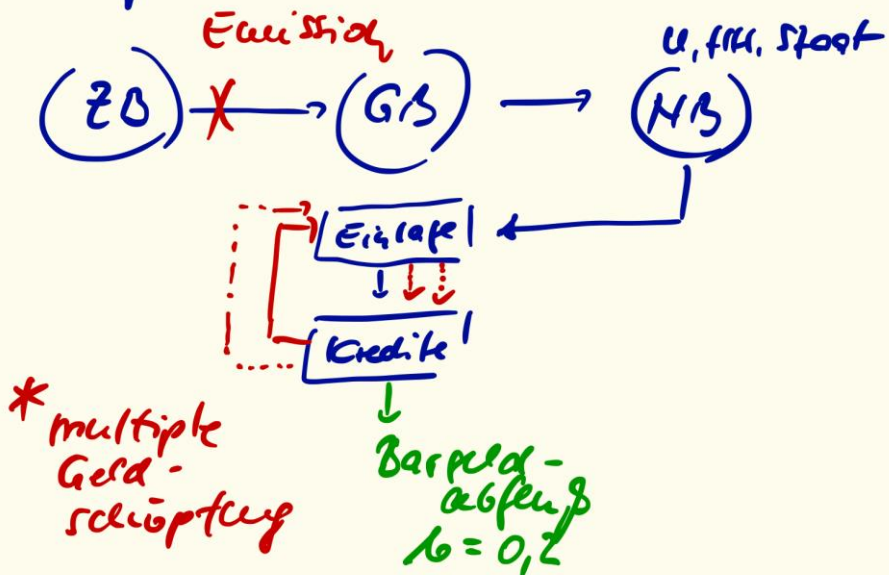 Emission
U, HH, Staat
ZB
GB
NB
Einlage
Kredite
* multiple
Geld-
schöpfung
Bargeld-
abfluß
b = 0,2